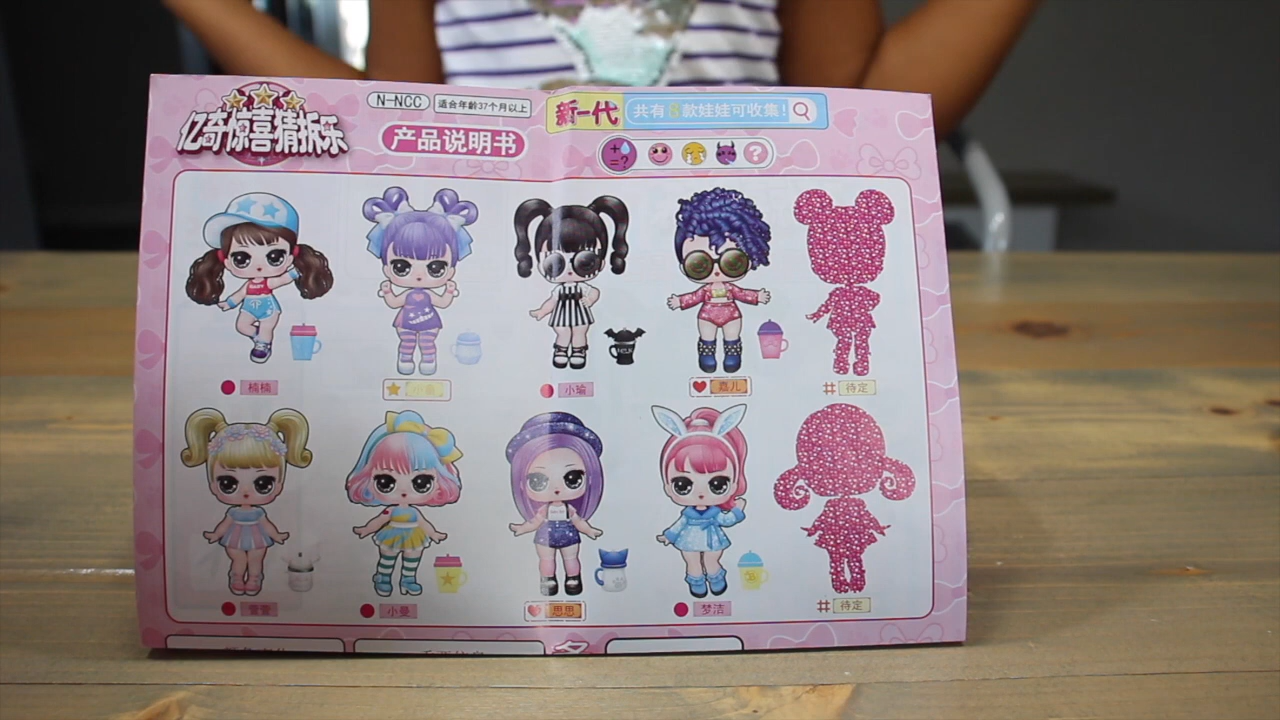 亿奇惊喜猜拆乐
N-NCC
适合年龄37个月以上
产品说明书
新一代
共有8款娃娃可收集!
+
=?
?
楠楠
小瑜
嘉儿
#
待定
小曼
思思
梦洁
#
待定